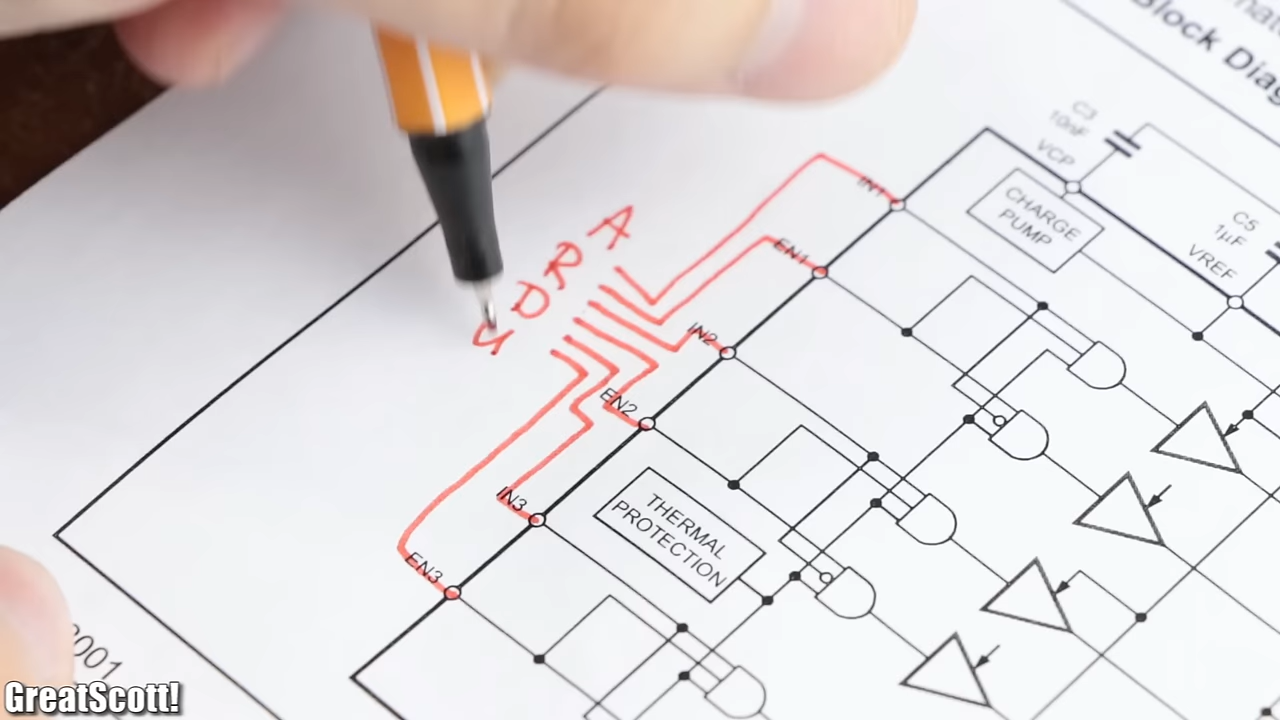 Block Diag
C3
10nF
VCP
CHARGE
PUMP
C5
1µF
VREF
IN1
EN1
IN2
EN2
IN3
EN3
THERMAL
PROTECTION
A
R
D
U
GreatScott!